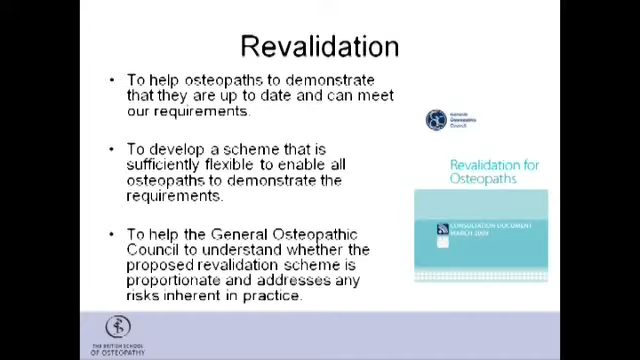 Revalidation
• To help osteopaths to demonstrate
that they are up to date and can meet
our requirements.
• To develop a scheme that is
sufficiently flexible to enable all
osteopaths to demonstrate the
requirements.
• To help the General Osteopathic
Council to understand whether the
proposed revalidation scheme is
proportionate and addresses any
risks inherent in practice.
General
Osteopathic
Council
Revalidation for
Osteopaths
CONSULTATION DOCUMENT
MARCH 2009
THE BRITISH SCHOOL
OF OSTEOPATHY